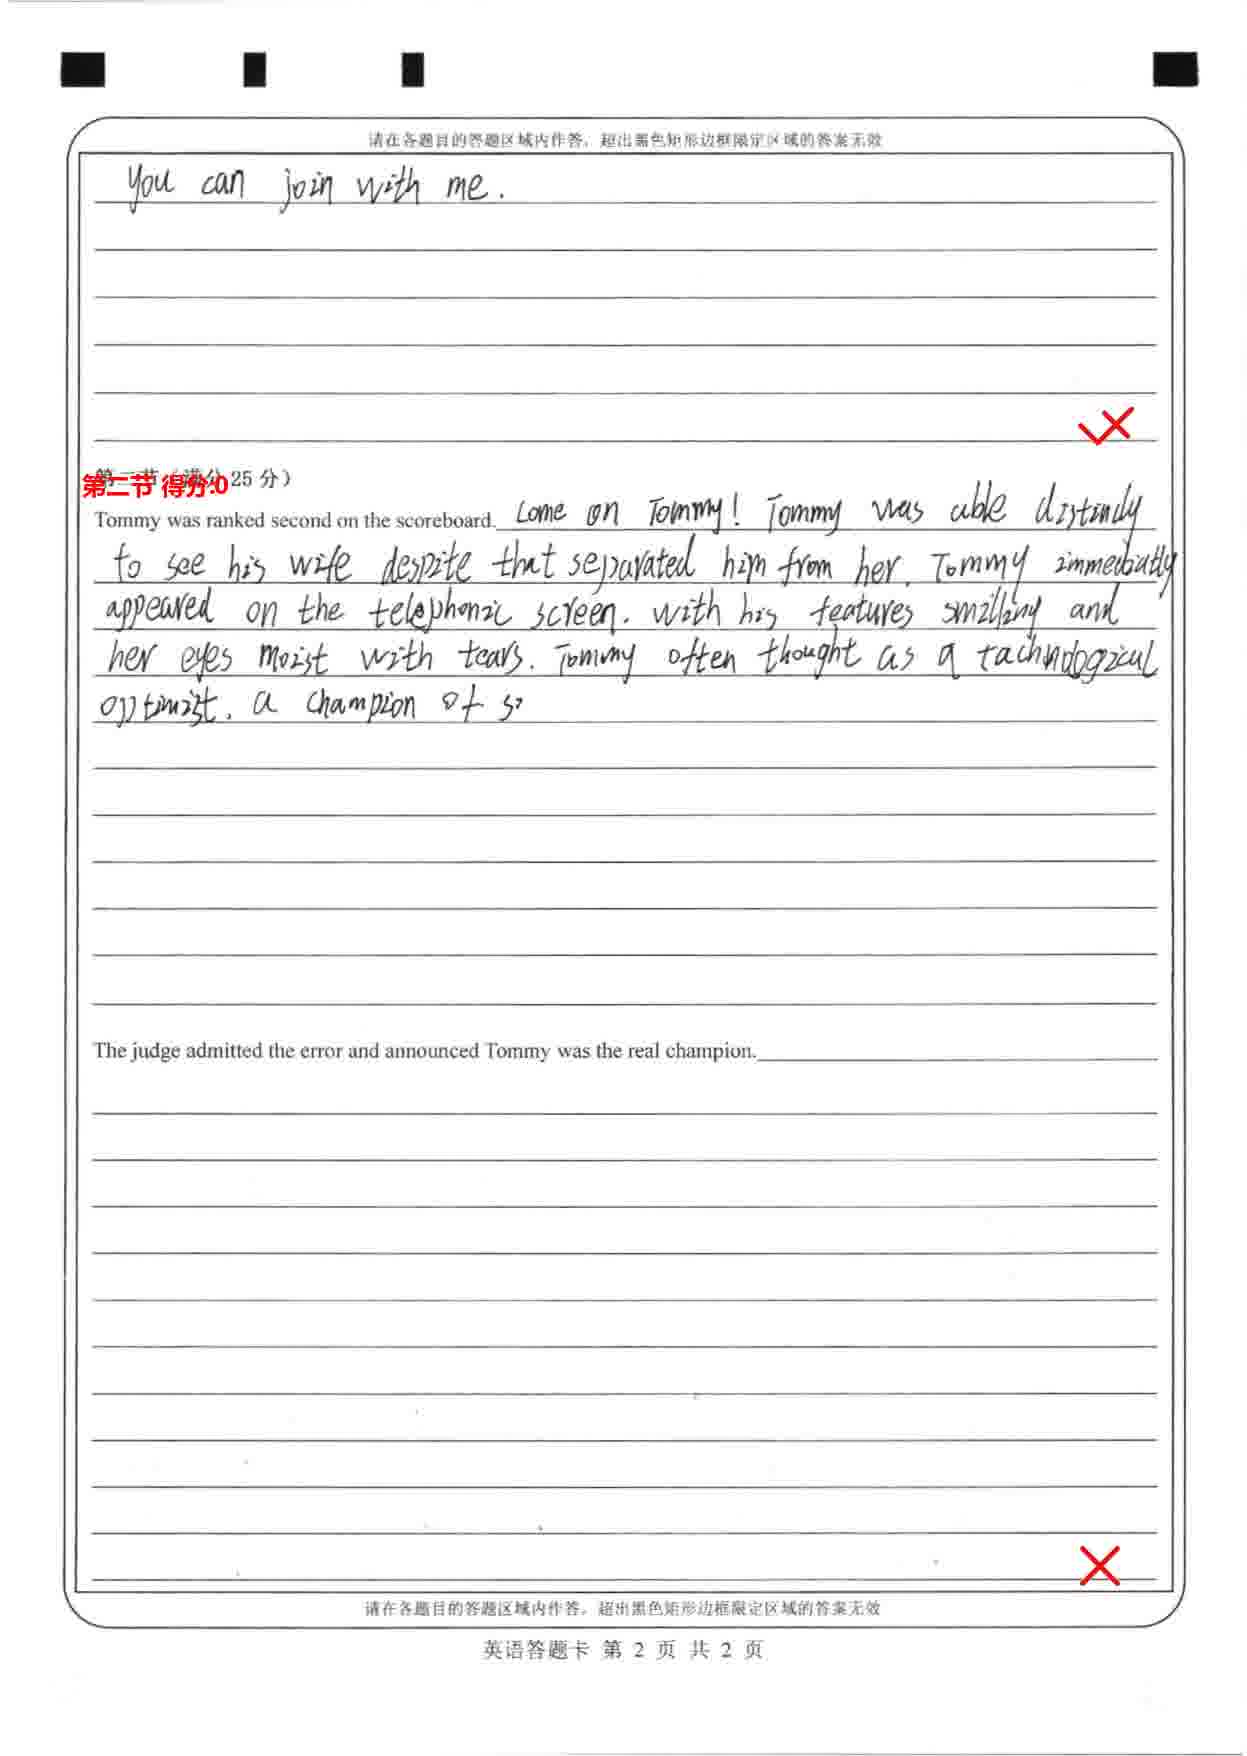 请在各题目的答题区域内作答，超出黑色矩形边框限定区域的答案无效
You can join with me.
第二节（满分 25 分）
第二节 得分:0
Tommy was ranked second on the scoreboard. Come on Tommy! Tommy was able distindy
to see his wife despite that separated him from her. Tommy immediatly
appeared on the telephonic screen. with his features smilling and
her eyes moist with tears. Tommy often thought as a tachnological
optimist. a champion of
The judge admitted the error and announced Tommy was the real champion.
请在各题目的答题区域内作答，超出黑色矩形边框限定区域的答案无效
英语答题卡 第 2 页 共 2 页